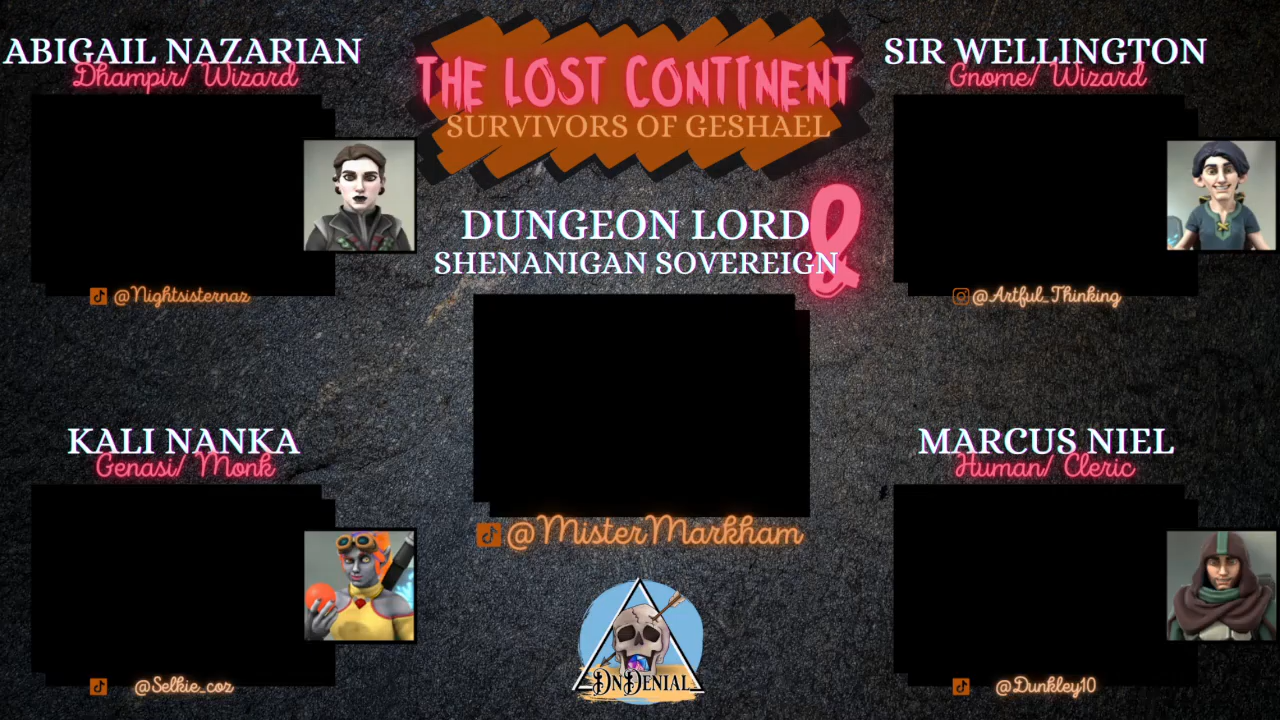 ABIGAIL NAZARIAN
Dhampir/ Wizard
@Nightsisternaz
THE LOST CONTINENT
SURVIVORS OF GESHAEL
DUNGEON LORD
&
SHENANIGAN SOVEREIGN
@MisterMarkham
SIR WELLINGTON
Gnome/ Wizard
@Artful_Thinking
KALI NANKA
Genasi/ Monk
@Selkie_coz
MARCUS NIEL
Human/ Cleric
@Dunkley10
DNDENIAL